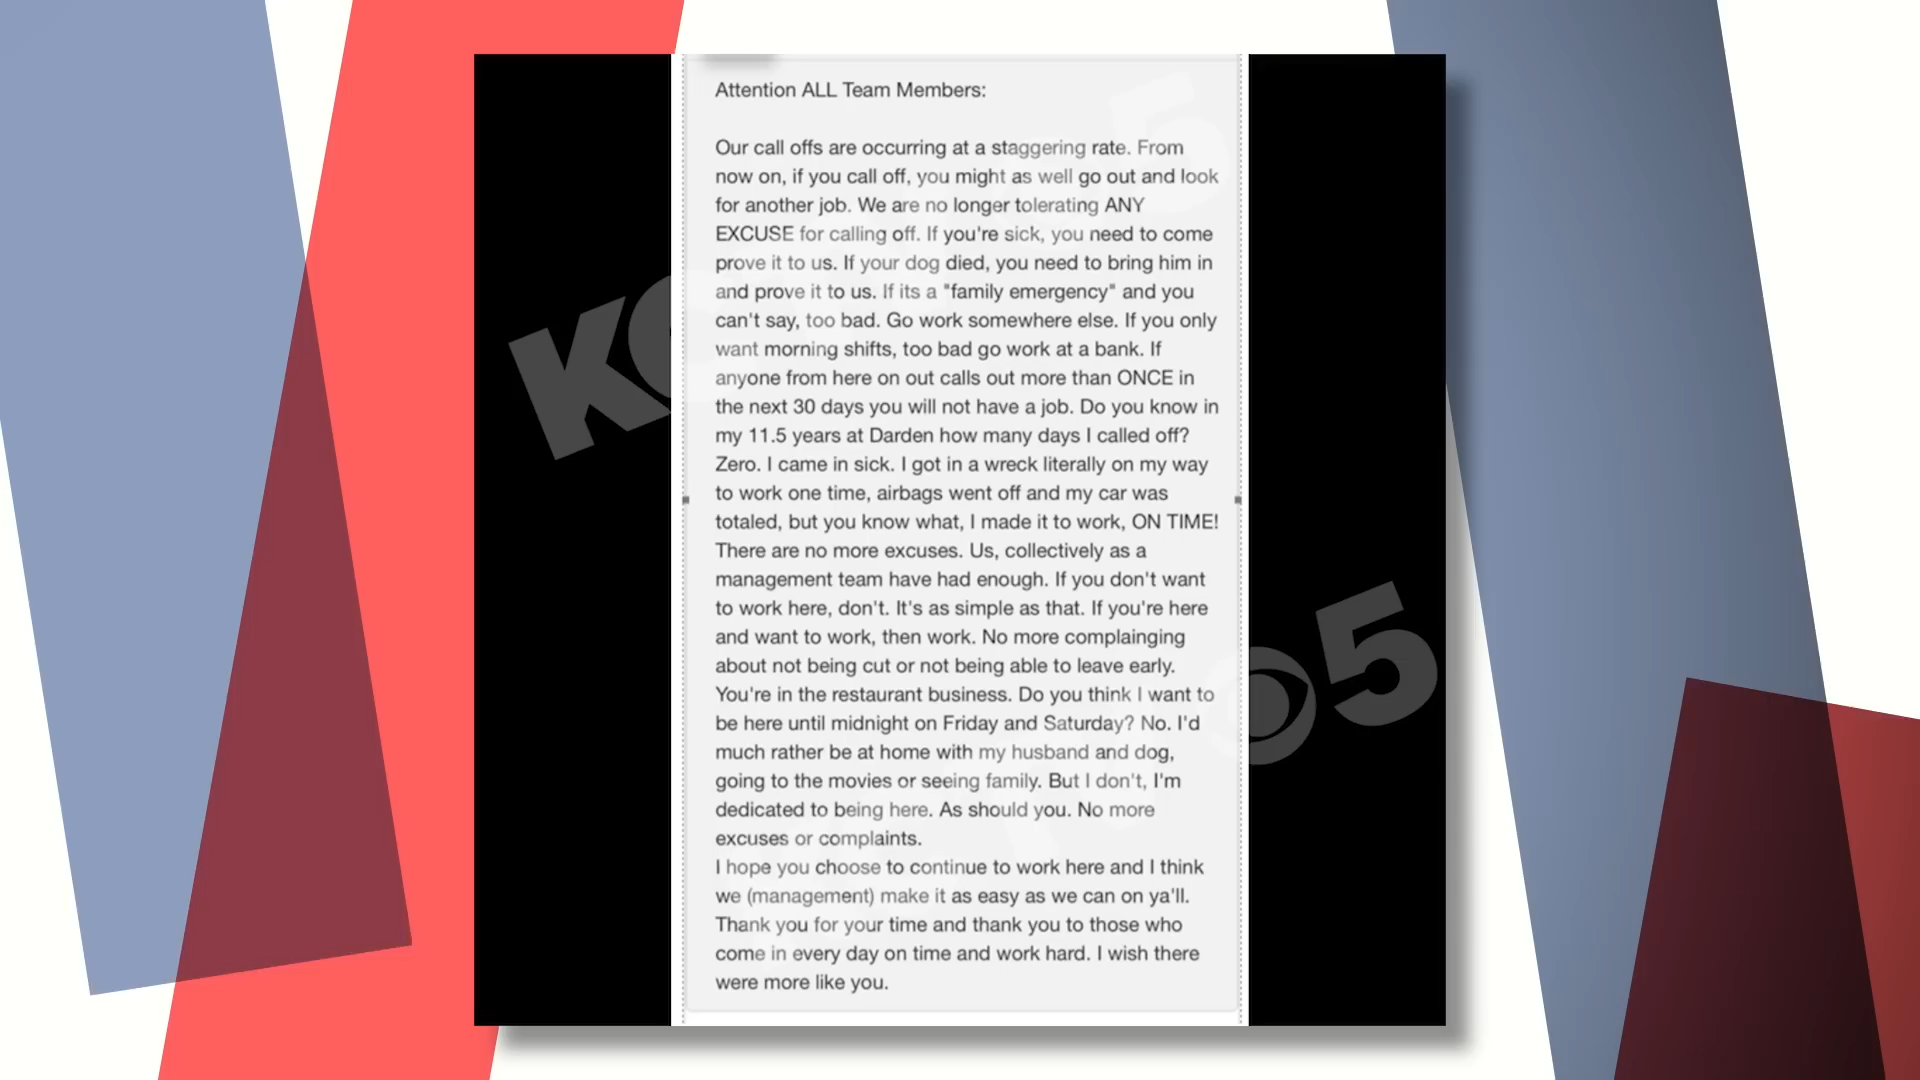 Attention ALL Team Members:
Our call offs are occurring at a staggering rate. From
now on, if you call off, you might as well go out and look
for another job. We are no longer tolerating ANY
EXCUSE for calling off. If you're sick, you need to come
prove it to us. If your dog died, you need to bring him in
and prove it to us. If its a "family emergency" and you
can't say, too bad. Go work somewhere else. If you only
want morning shifts, too bad go work at a bank. If
anyone from here on out calls out more than ONCE in
the next 30 days you will not have a job. Do you know in
my 11.5 years at Darden how many days I called off?
Zero. I came in sick. I got in a wreck literally on my way
to work one time, airbags went off and my car was
totaled, but you know what, I made it to work, ON TIME!
There are no more excuses. Us, collectively as a
management team have had enough. If you don't want
to work here, don't. It's as simple as that. If you're here
and want to work, then work. No more complainging
about not being cut or not being able to leave early.
You're in the restaurant business. Do you think I want to
be here until midnight on Friday and Saturday? No. I'd
much rather be at home with my husband and dog,
going to the movies or seeing family. But I don't, I'm
dedicated to being here. As should you. No more
excuses or complaints.
I hope you choose to continue to work here and I think
we (management) make it as easy as we can on ya'll.
Thank you for your time and thank you to those who
come in every day on time and work hard. I wish there
were more like you.
5